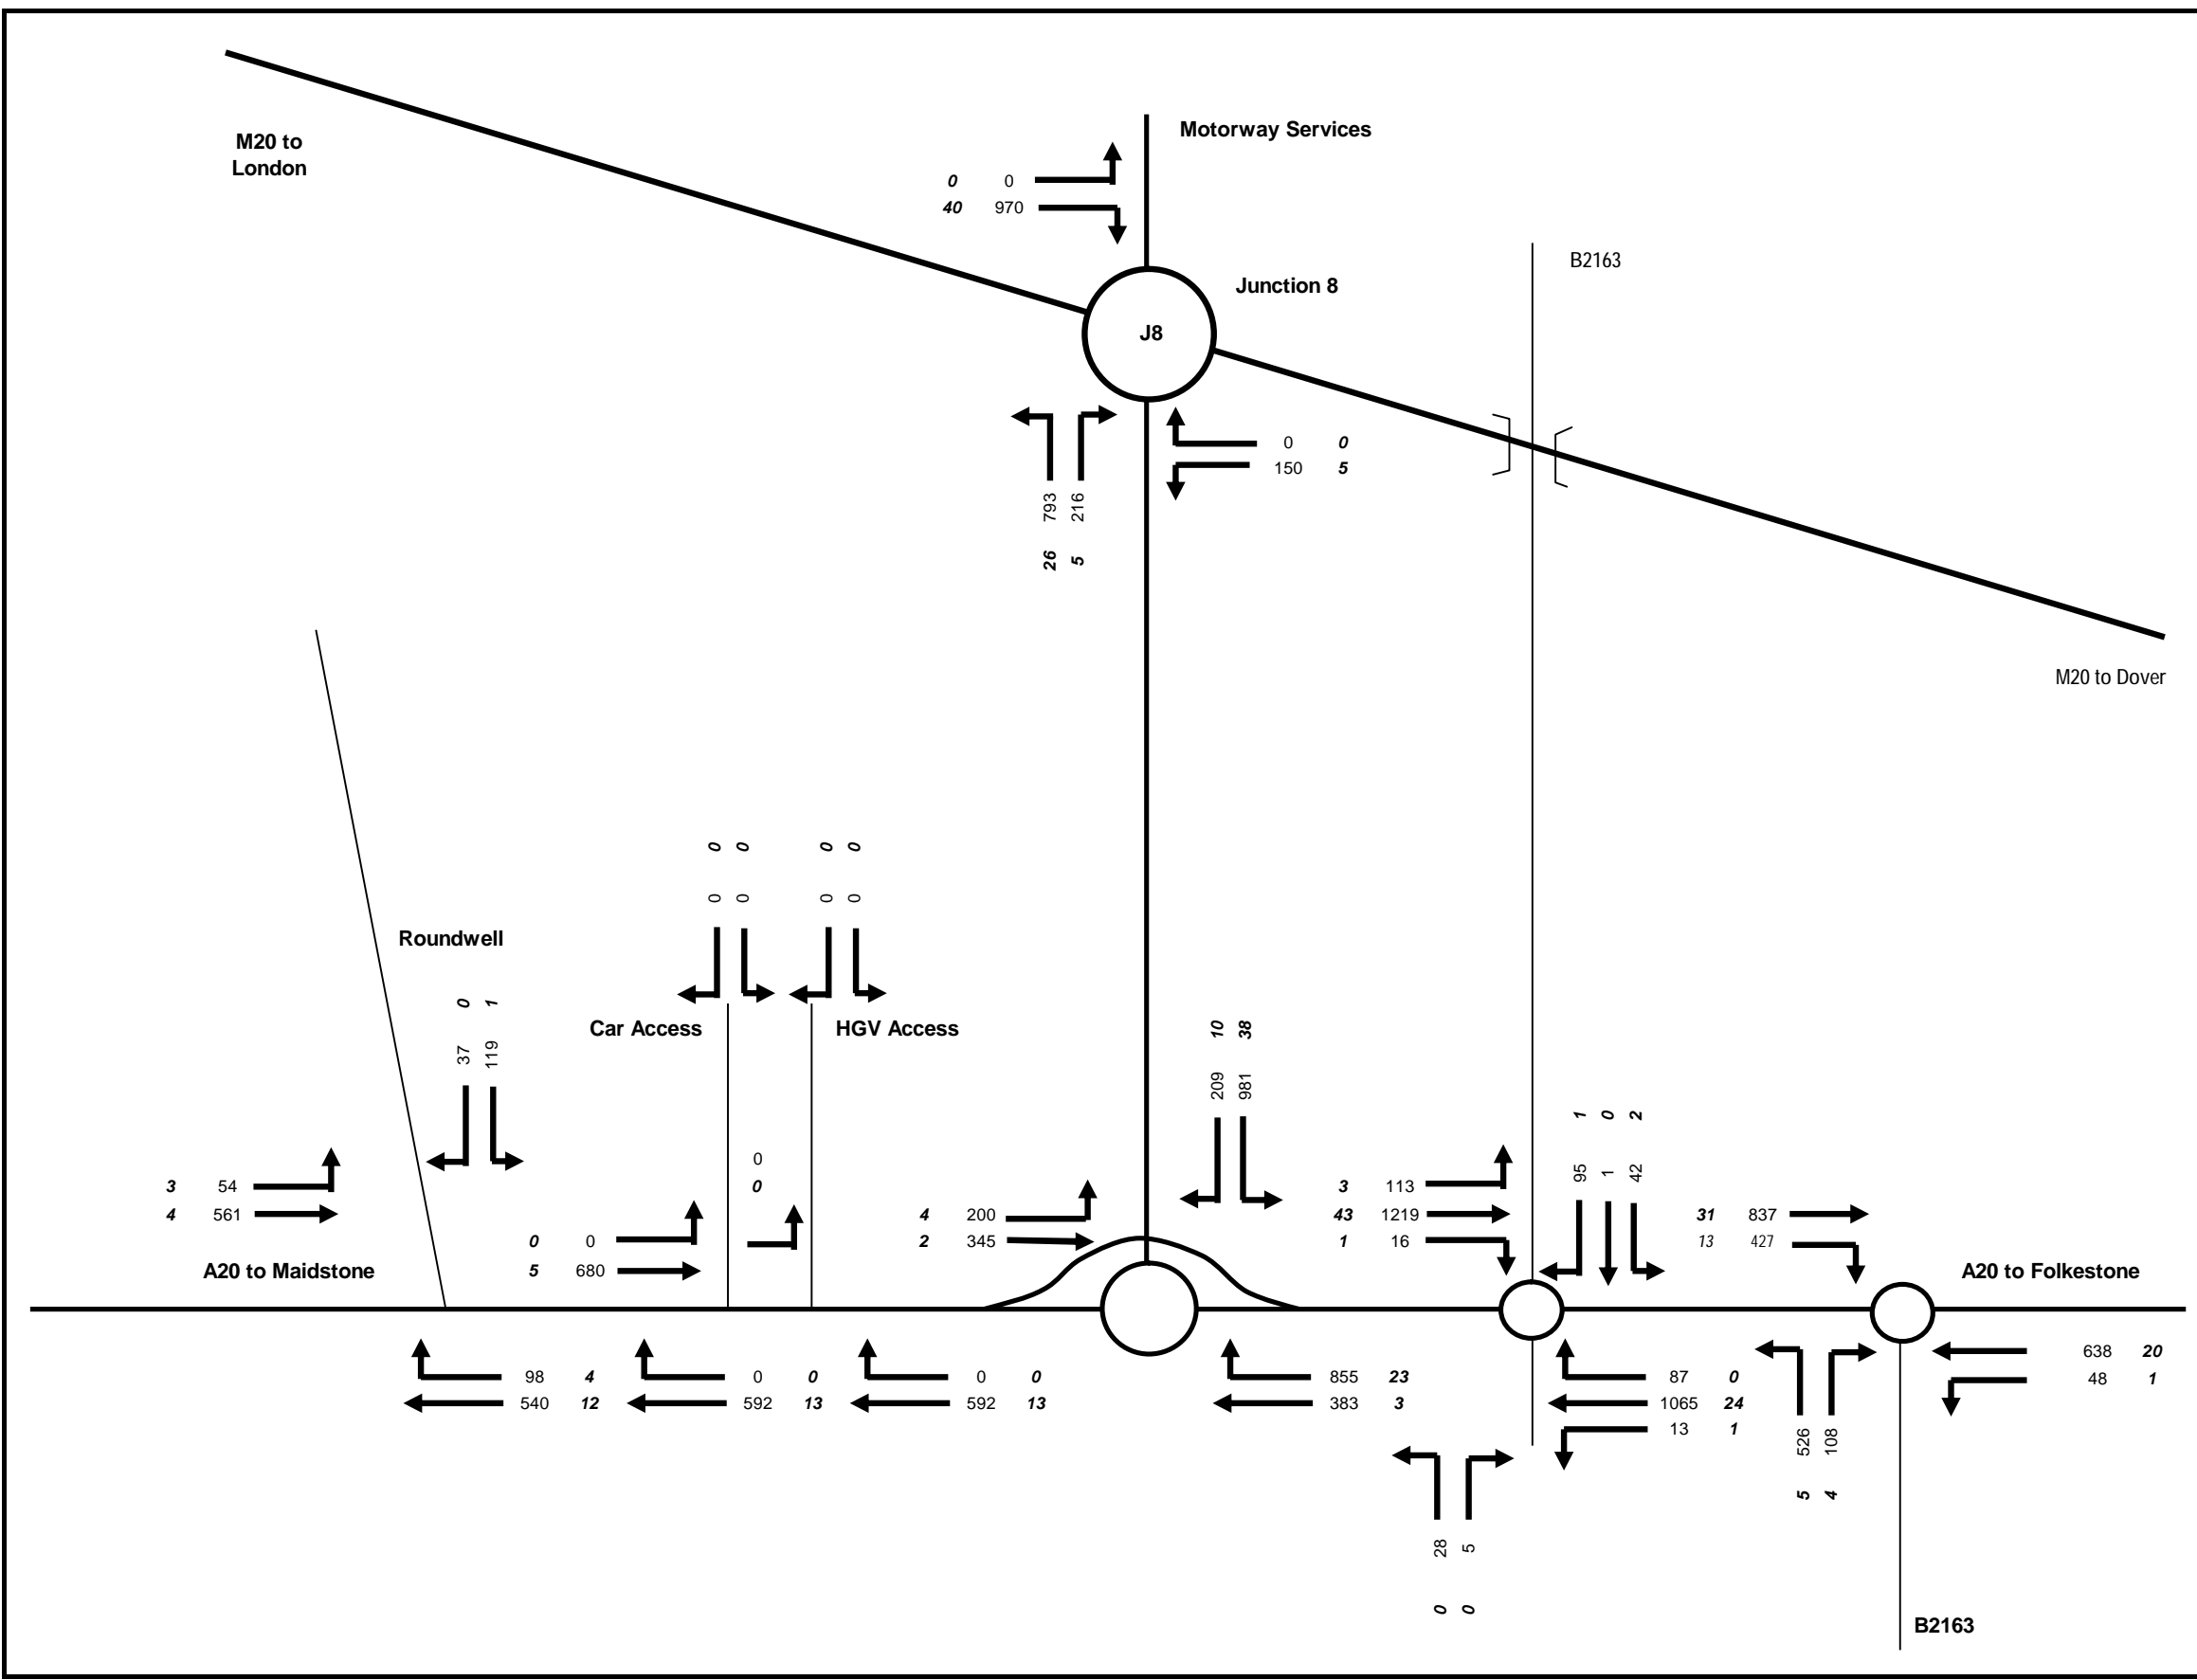 M20 to
London
Motorway Services
0 0
40 970
B2163
Junction 8
J8
0 0
150 5
793 216
26 5
M20 to Dover
0 0 0 0
0 0 0 0
Roundwell
0 1
37 119
Car Access
HGV Access
10 38
209 981
1 0 2
95 1 42
0
0
3 54
4 561
0 0
5 680
4 200
2 345
3 113
43 1219
1 16
31 837
13 427
A20 to Maidstone
A20 to Folkestone
98 4
540 12
0 0
592 13
0 0
592 13
855 23
383 3
87 0
1065 24
13 1
638 20
48 1
526 108
5 4
28 5
0 0
B2163